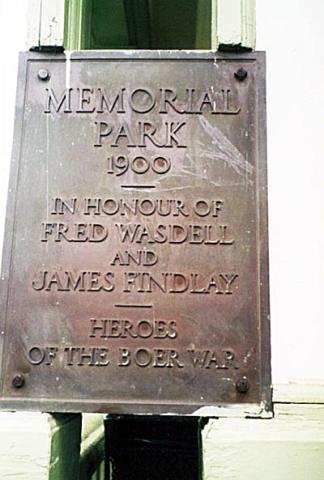 MEMORIAL
PARK
1900
IN HONOUR OF
FRED WASDELL
AND
JAMES FINDLAY
HEROES
OF THE BOER WAR